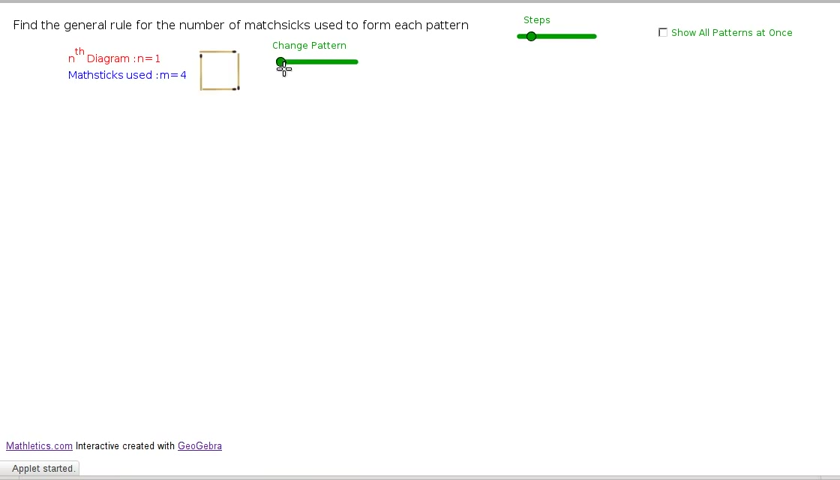 Find the general rule for the number of matchsicks used to form each pattern
Steps
Show All Patterns at Once
Change Pattern
nth Diagram :n=1
Mathsticks used :m=4
Mathletics.com Interactive created with GeoGebra
Applet started.